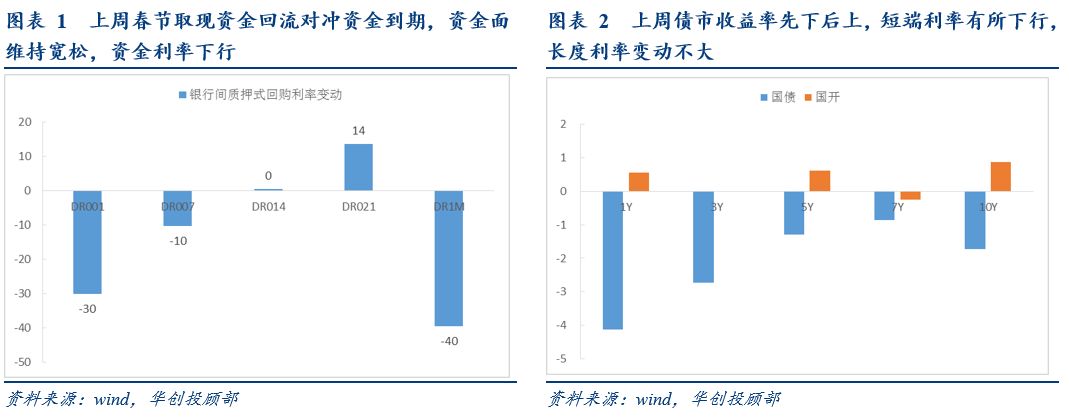 图表 1 上周春节取现资金回流对冲资金到期，资金面
维持宽松，资金利率下行
银行间质押式回购利率变动
20
10
0
-10
-20
-30
-40
-50
DR001
DR007
DR014
DR021
DR1M
-30
-10
0
14
-40
资料来源：wind，华创投顾部
图表 2 上周债市收益率先下后上，短端利率有所下行，
长度利率变动不大
国债 国开
2
1
0
-1
-2
-3
-4
-5
1Y
3Y
5Y
7Y
10Y
资料来源：wind，华创投顾部